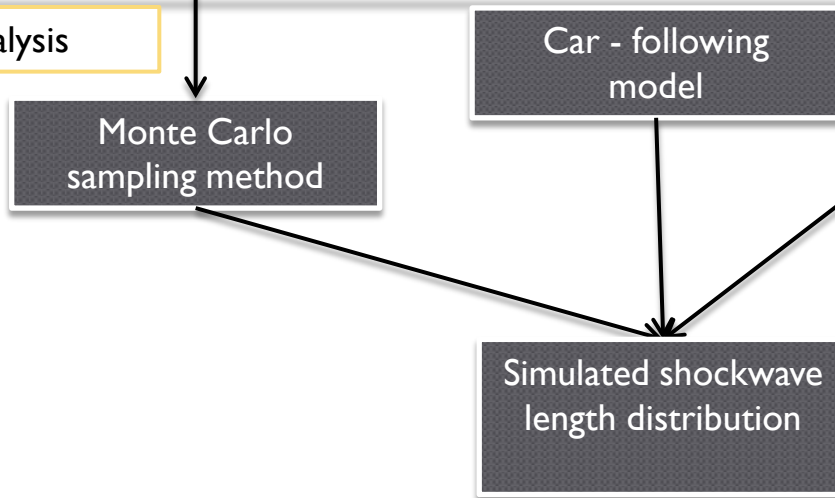 alysis
Car - following
model
Monte Carlo
sampling method
Simulated shockwave
length distribution